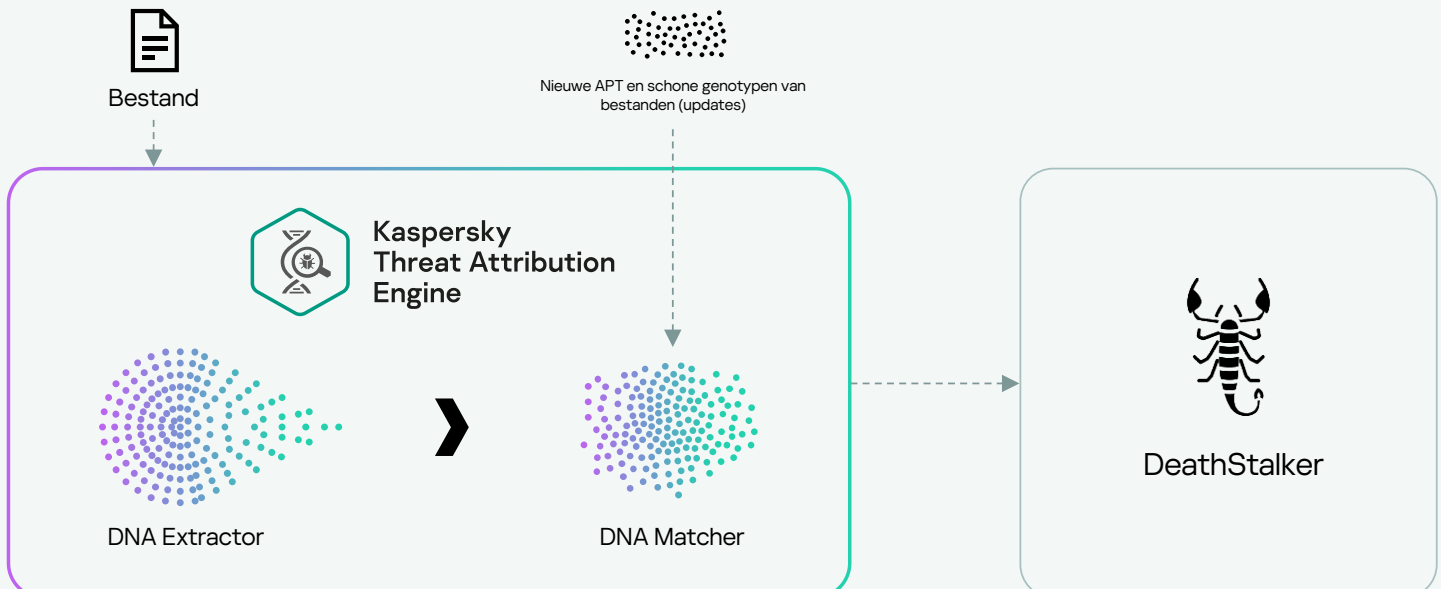 Bestand
Nieuwe APT en schone genotypen van
bestanden (updates)
Kaspersky
Threat Attribution
Engine
DNA Extractor
DNA Matcher
DeathStalker